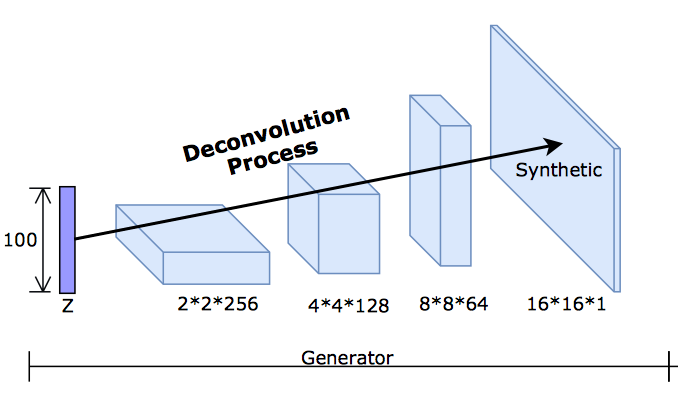 Deconvolution
Process
Synthetic
100
Z
2*2*256
4*4*128
8*8*64
16*16*1
Generator